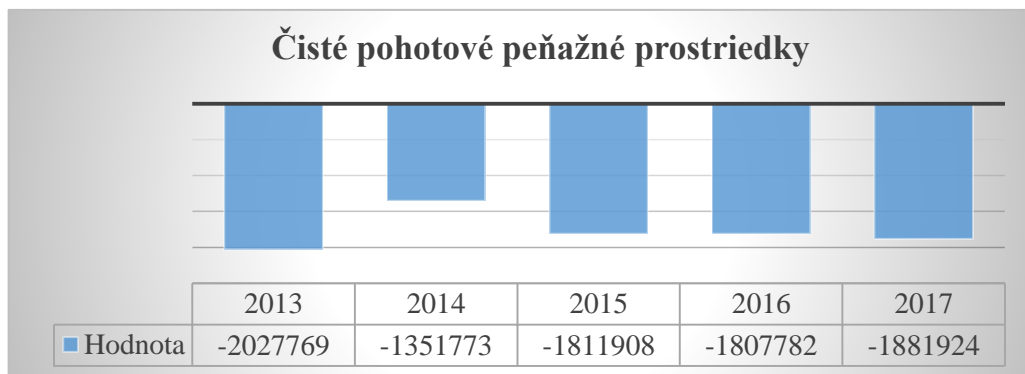 Čisté pohotové peňažné prostriedky
2013 2014 2015 2016 2017
Hodnota -2027769 -1351773 -1811908 -1807782 -1881924